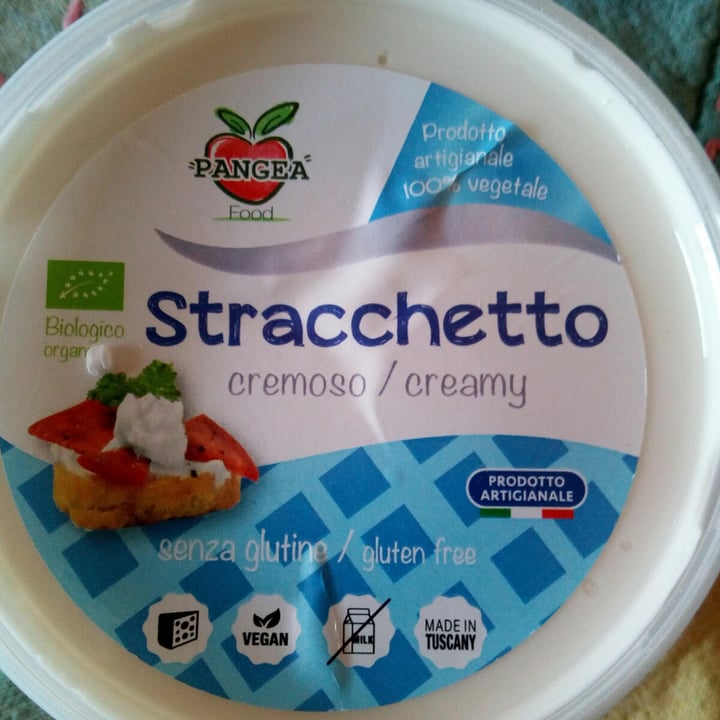 PANGEA
Food
Prodotto
artigianale
100% vegetale
Biologico
organ
Stracchetto
cremoso / creamy
PRODOTTO
ARTIGIANALE
senza glutine / gluten free
VEGAN
MILK
MADE IN
TUSCANY